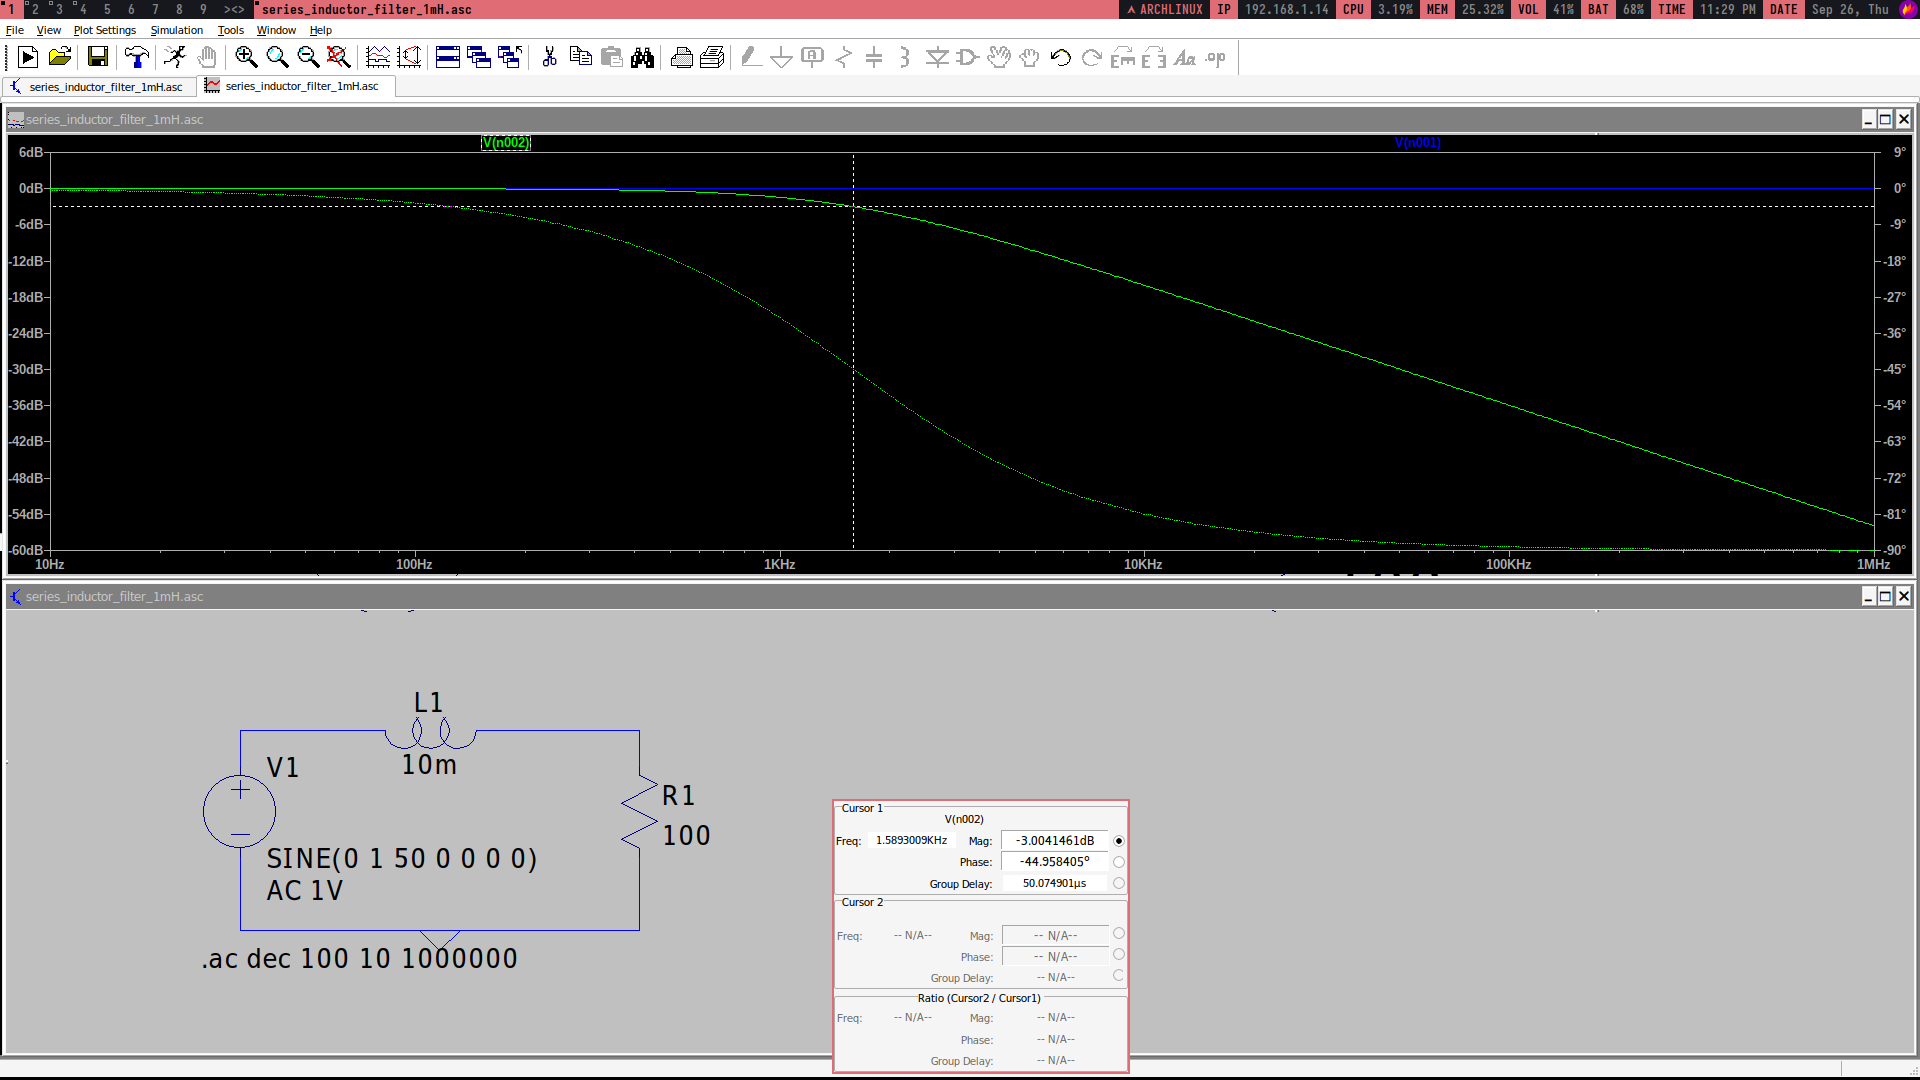 1 2 3 4 5 6 7 8 9 ><> series_inductor_filter_1mH.asc ARCHLINUX IP 192.168.1.14 CPU 3.19% MEM 25.32% VOL 41% BAT 68% TIME 11:29 PM DATE Sep 26, Thu
File View Plot Settings Simulation Tools Window Help
series_inductor_filter_1mH.asc series_inductor_filter_1mH.asc
series_inductor_filter_1mH.asc
V(n002) V(n001)
6dB 9°
0dB 0°
-6dB -9°
-12dB -18°
-18dB -27°
-24dB -36°
-30dB -45°
-36dB -54°
-42dB -63°
-48dB -72°
-54dB -81°
-60dB -90°
10Hz 100Hz 1KHz 10KHz 100KHz 1MHz
series_inductor_filter_1mH.asc
L1
10m
V1
R1
100
SINE(0 1 50 0 0 0 0)
AC 1V
.ac dec 100 10 1000000
Cursor 1
V(n002)
Freq: 1.5893009KHz Mag: -3.0041461dB
Phase: -44.958405°
Group Delay: 50.074901µs
Cursor 2
Freq: -- N/A-- Mag: -- N/A--
Phase: -- N/A--
Group Delay: -- N/A--
Ratio (Cursor2 / Cursor1)
Freq: -- N/A-- Mag: -- N/A--
Phase: -- N/A--
Group Delay: -- N/A--